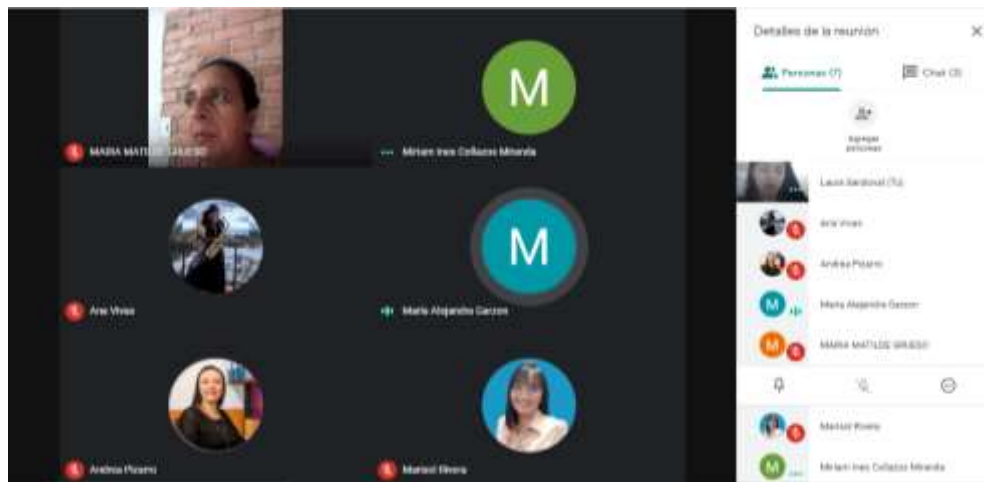 Detalles de la reunión
Personas (7)
Chat (3)
Agregar
personas
M
MARIA MATILDE GRUESO
Miriam Ines Collazos Miranda
Laura Sandoval (Tú)
M
Ana Vivas
Ana Vivas
Maria Alejandra Garzon
Andrea Pizarro
M
Maria Alejandra Garzon
M
MARIA MATILDE GRUESO
Andrea Pizarro
Marisol Rivera
Marisol Rivera
M
Miriam Ines Collazos Miranda